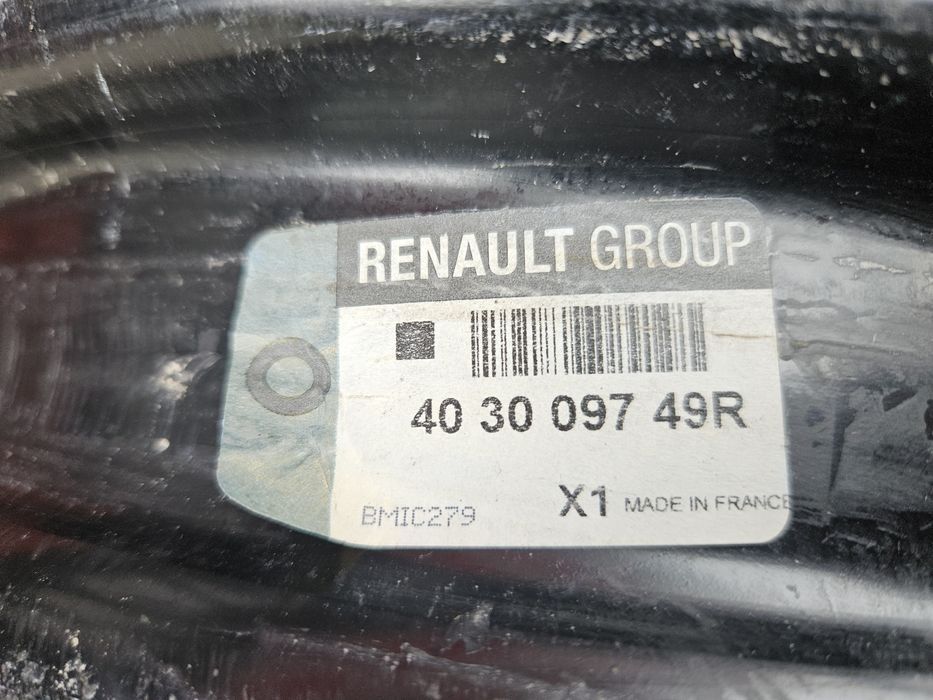 RENAULT GROUP
40 30 097 49R
BMIC279
X1 MADE IN FRANCE